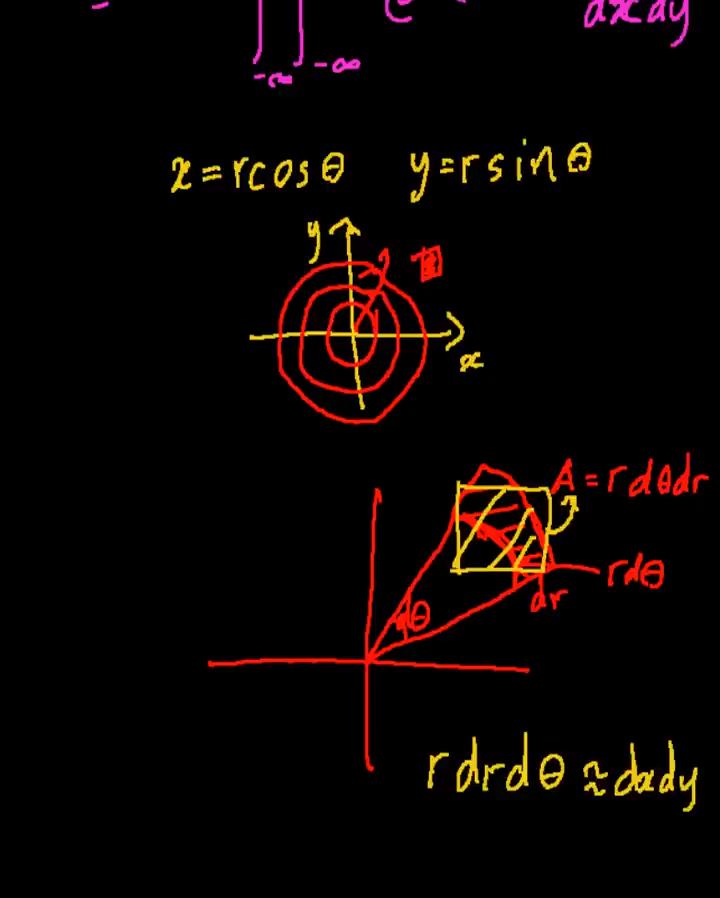 = ∫∫ e dxdy
-∞ -∞
x=rcosθ y=rsinθ
y
x
A=rdθdr
rdθ
dr
dθ
rdrdθ≈dxdy